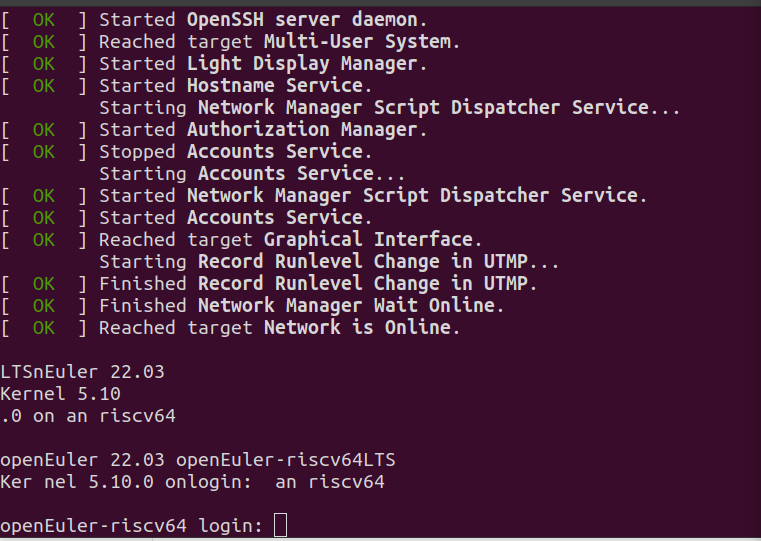 [  OK  ] Started OpenSSH server daemon.
[  OK  ] Reached target Multi-User System.
[  OK  ] Started Light Display Manager.
[  OK  ] Started Hostname Service.
Starting Network Manager Script Dispatcher Service...
[  OK  ] Started Authorization Manager.
[  OK  ] Stopped Accounts Service.
Starting Accounts Service...
[  OK  ] Started Network Manager Script Dispatcher Service.
[  OK  ] Started Accounts Service.
[  OK  ] Reached target Graphical Interface.
Starting Record Runlevel Change in UTMP...
[  OK  ] Finished Record Runlevel Change in UTMP.
[  OK  ] Finished Network Manager Wait Online.
[  OK  ] Reached target Network is Online.
LTSnEuler 22.03
Kernel 5.10
.0 on an riscv64
openEuler 22.03 openEuler-riscv64LTS
Ker nel 5.10.0 onlogin:  an riscv64
openEuler-riscv64 login: